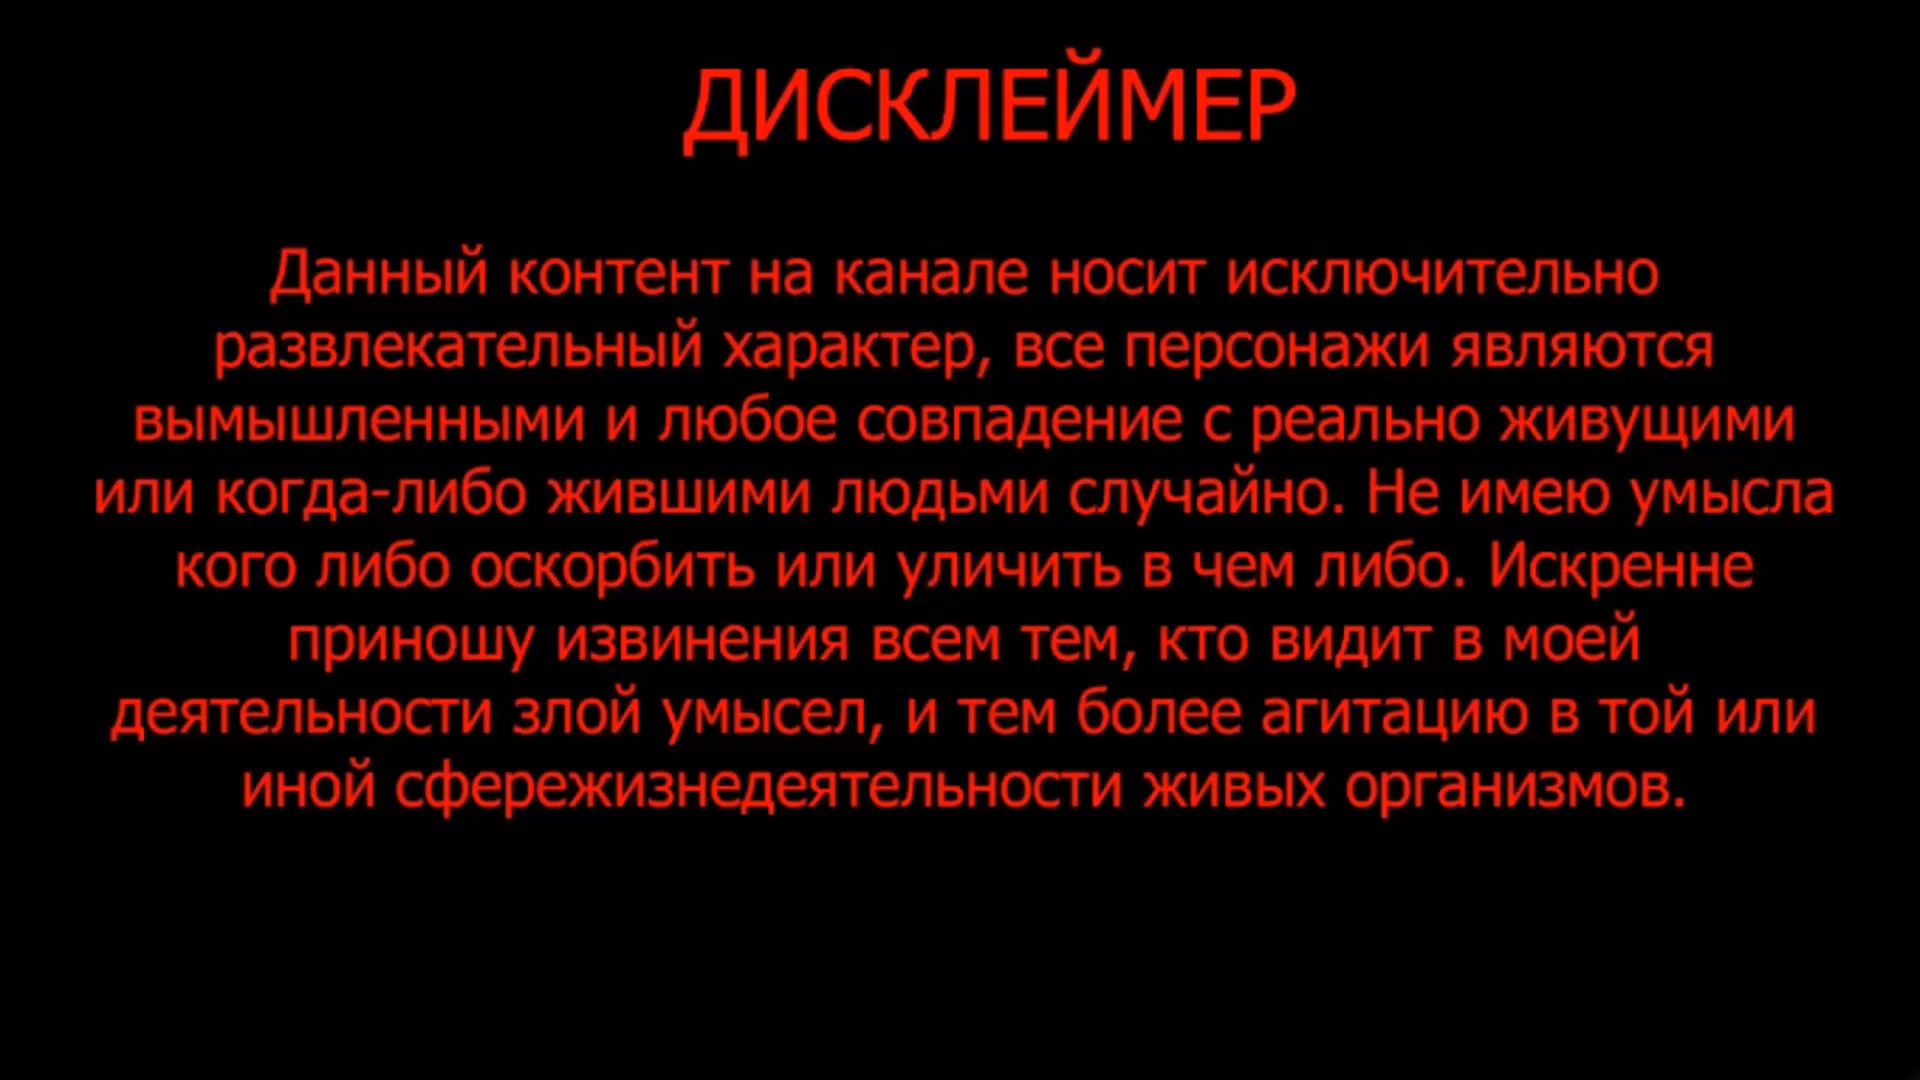 ДИСКЛЕЙМЕР
Данный контент на канале носит исключительно
развлекательный характер, все персонажи являются
вымышленными и любое совпадение с реально живущими
или когда-либо жившими людьми случайно. Не имею умысла
кого либо оскорбить или уличить в чем либо. Искренне
приношу извинения всем тем, кто видит в моей
деятельности злой умысел, и тем более агитацию в той или
иной сфережизнедеятельности живых организмов.